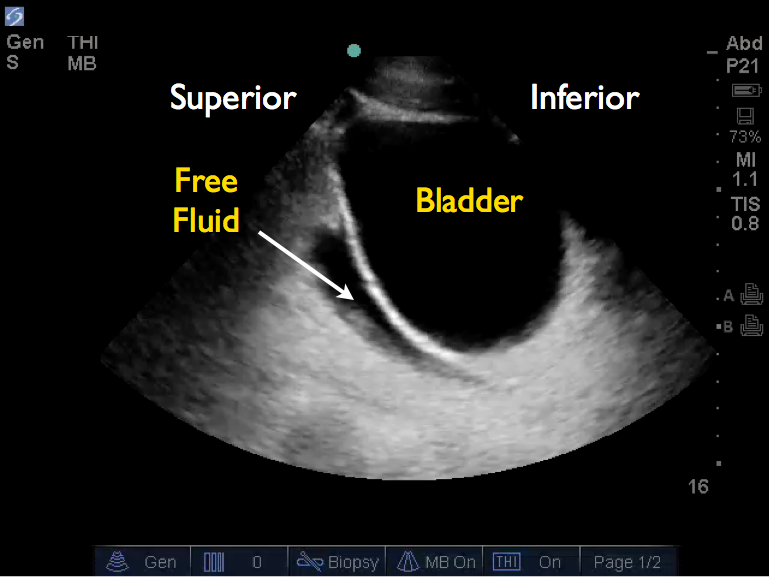 Gen THI
S MB
Abd
P21
Superior
Inferior
73%
MI
1.1
TIS
0.8
Free
Fluid
Bladder
A
B
16
Gen 0 Biopsy MB On THI On Page 1/2